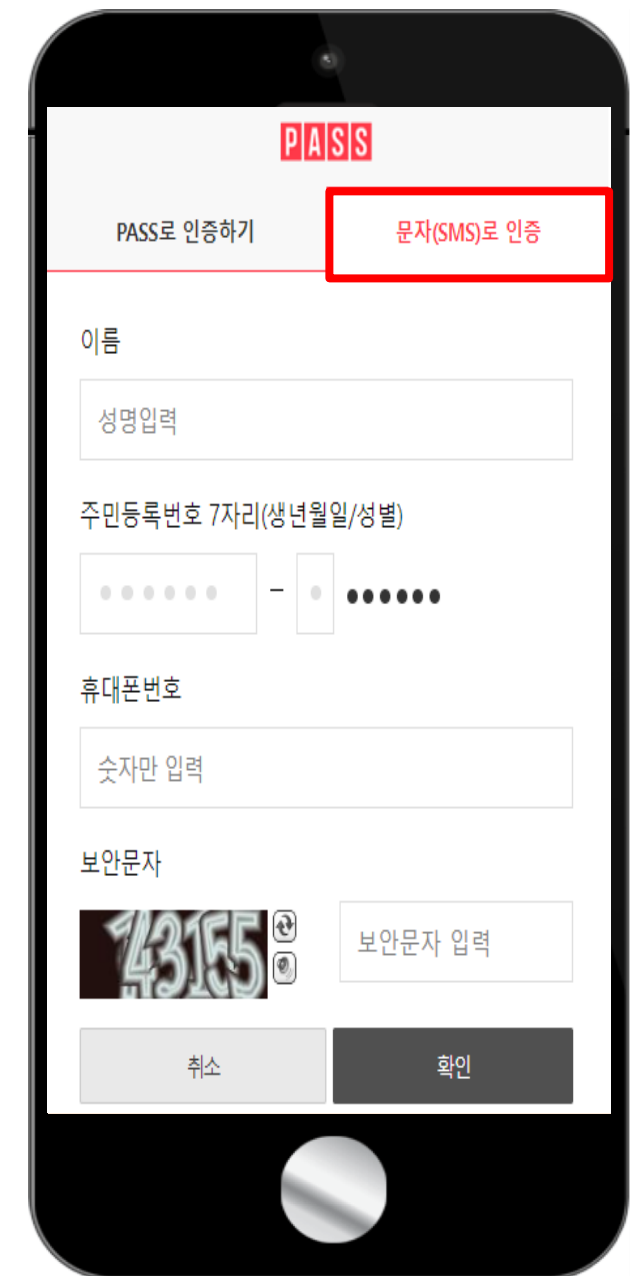 PASS
PASS로 인증하기 문자(SMS)로 인증
이름
성명입력
주민등록번호 7자리(생년월일/성별)
●●●●●● - ● ●●●●●●
휴대폰번호
숫자만 입력
보안문자
보안문자 입력
취소 확인